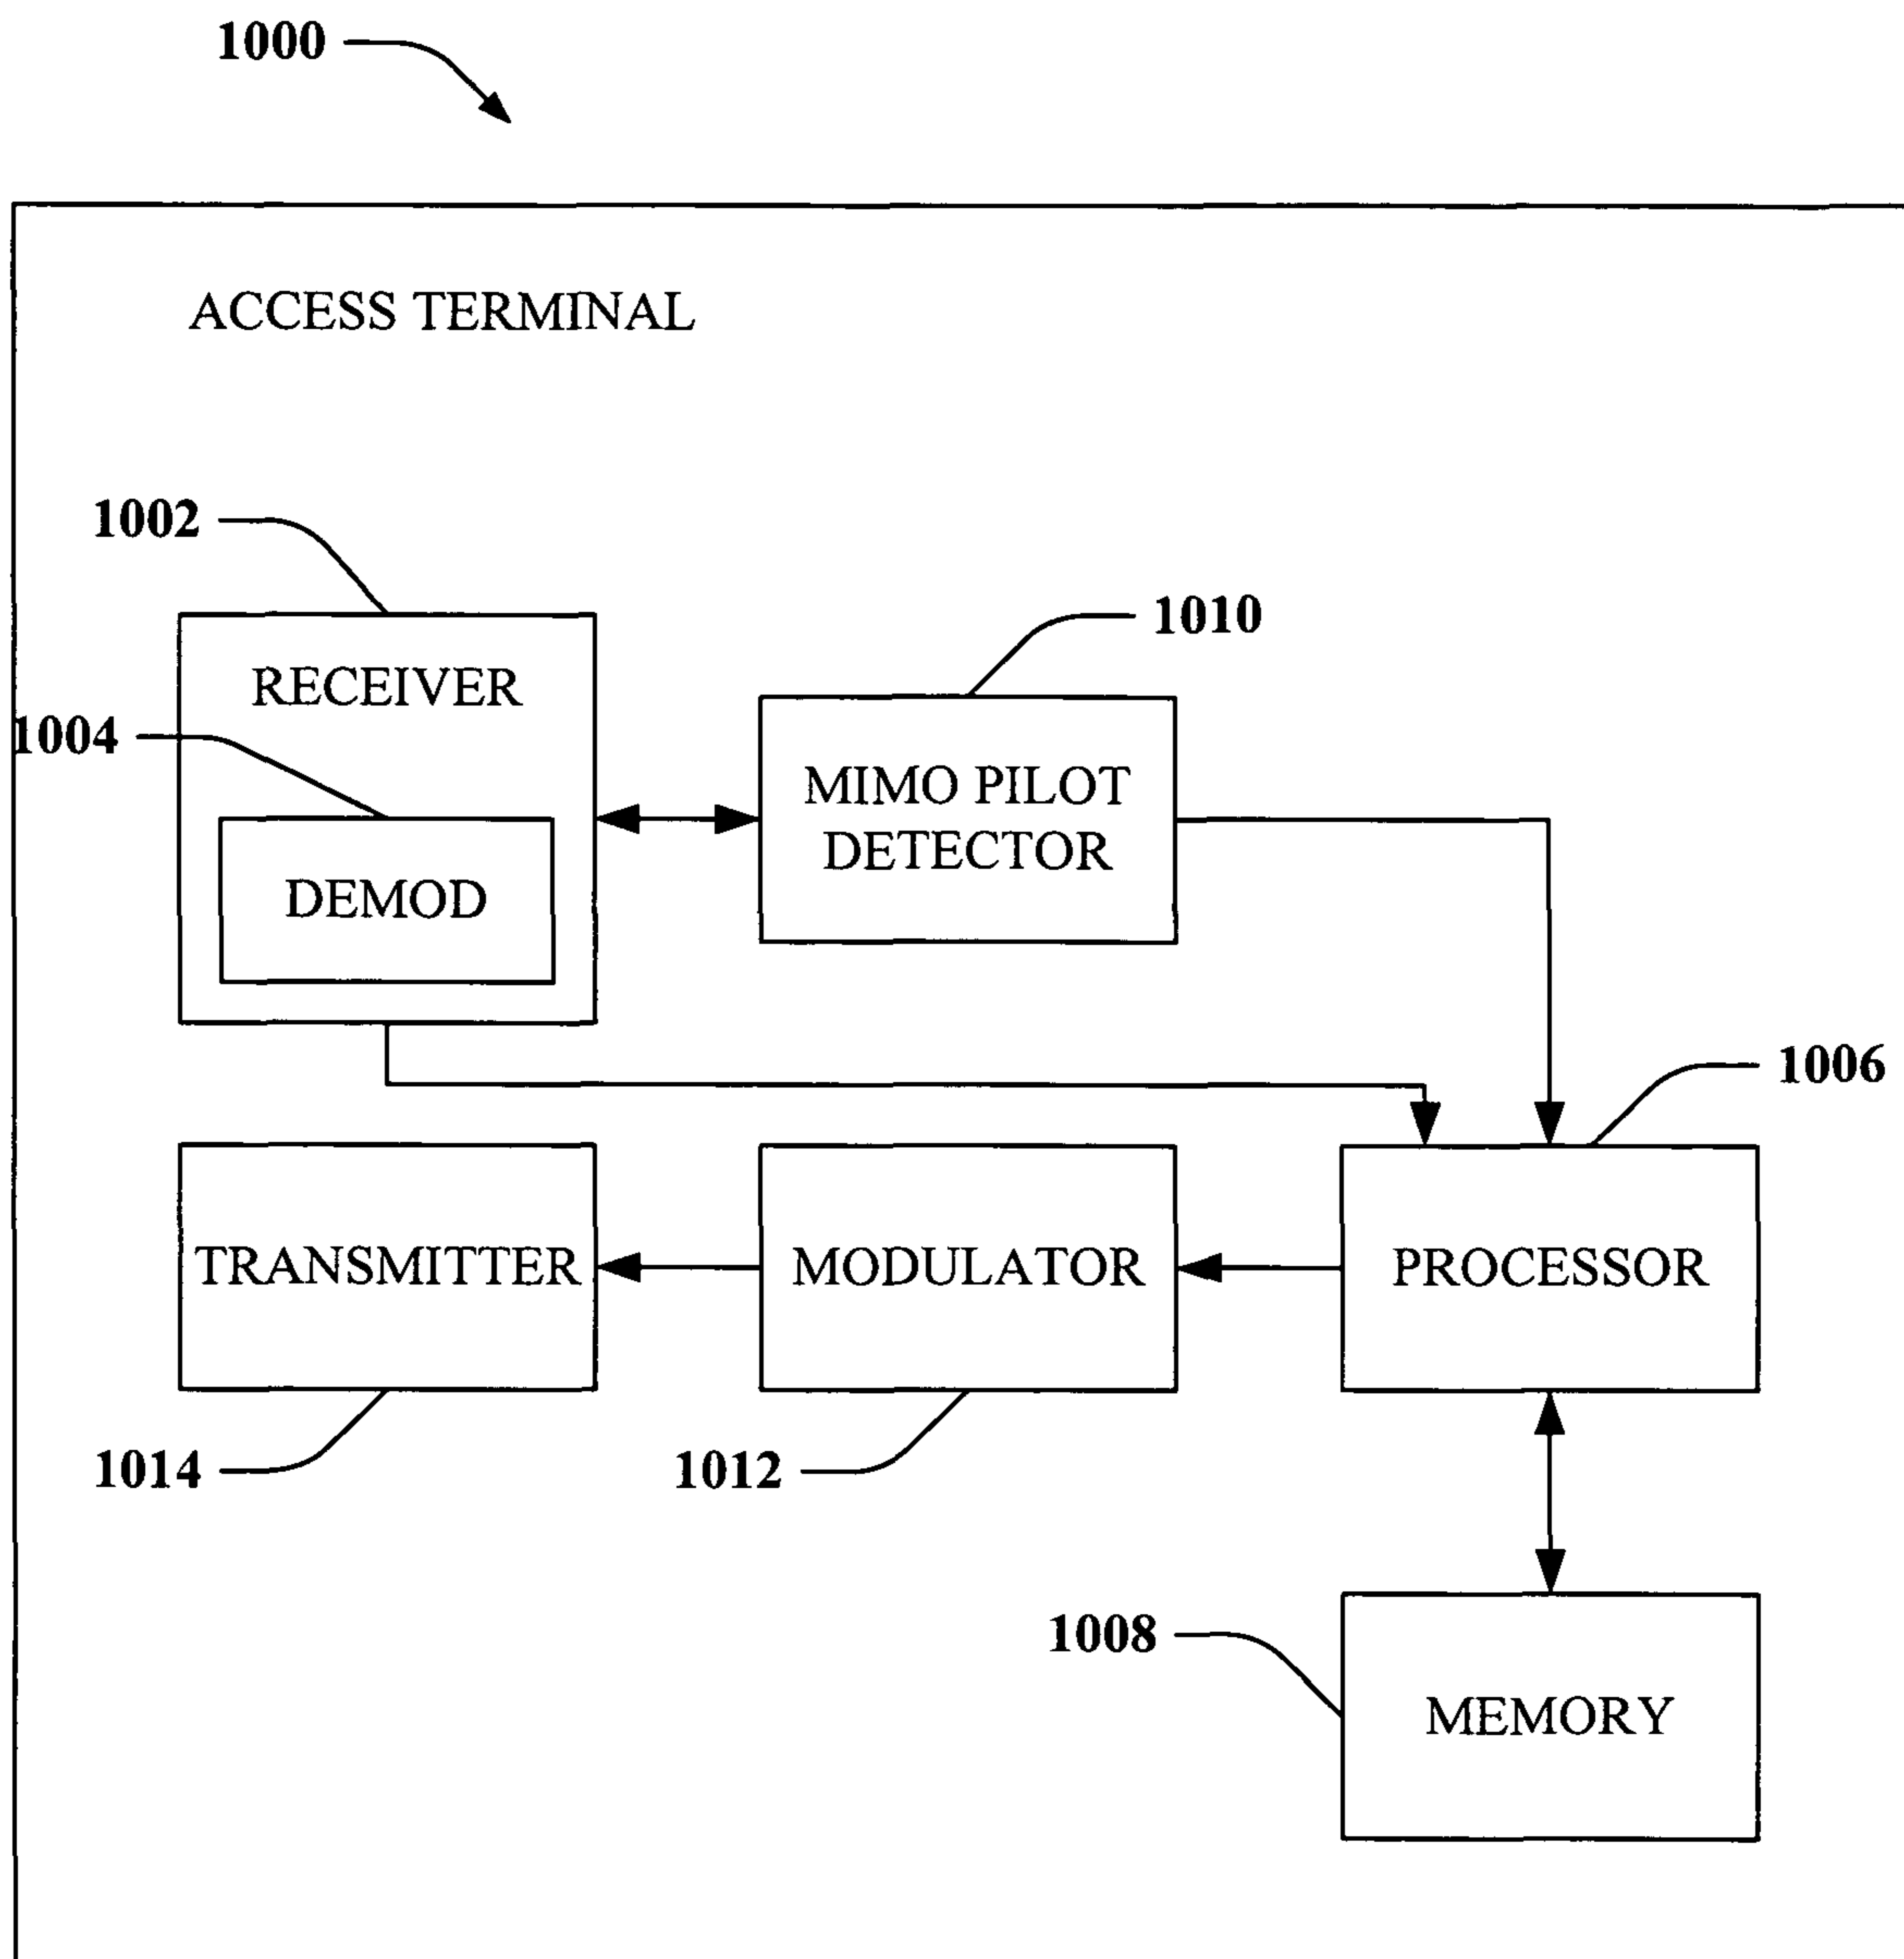 1000
ACCESS TERMINAL
1002
1010
RECEIVER
1004
MIMO PILOT
DETECTOR
DEMOD
1006
TRANSMITTER
MODULATOR
PROCESSOR
1014
1012
1008
MEMORY